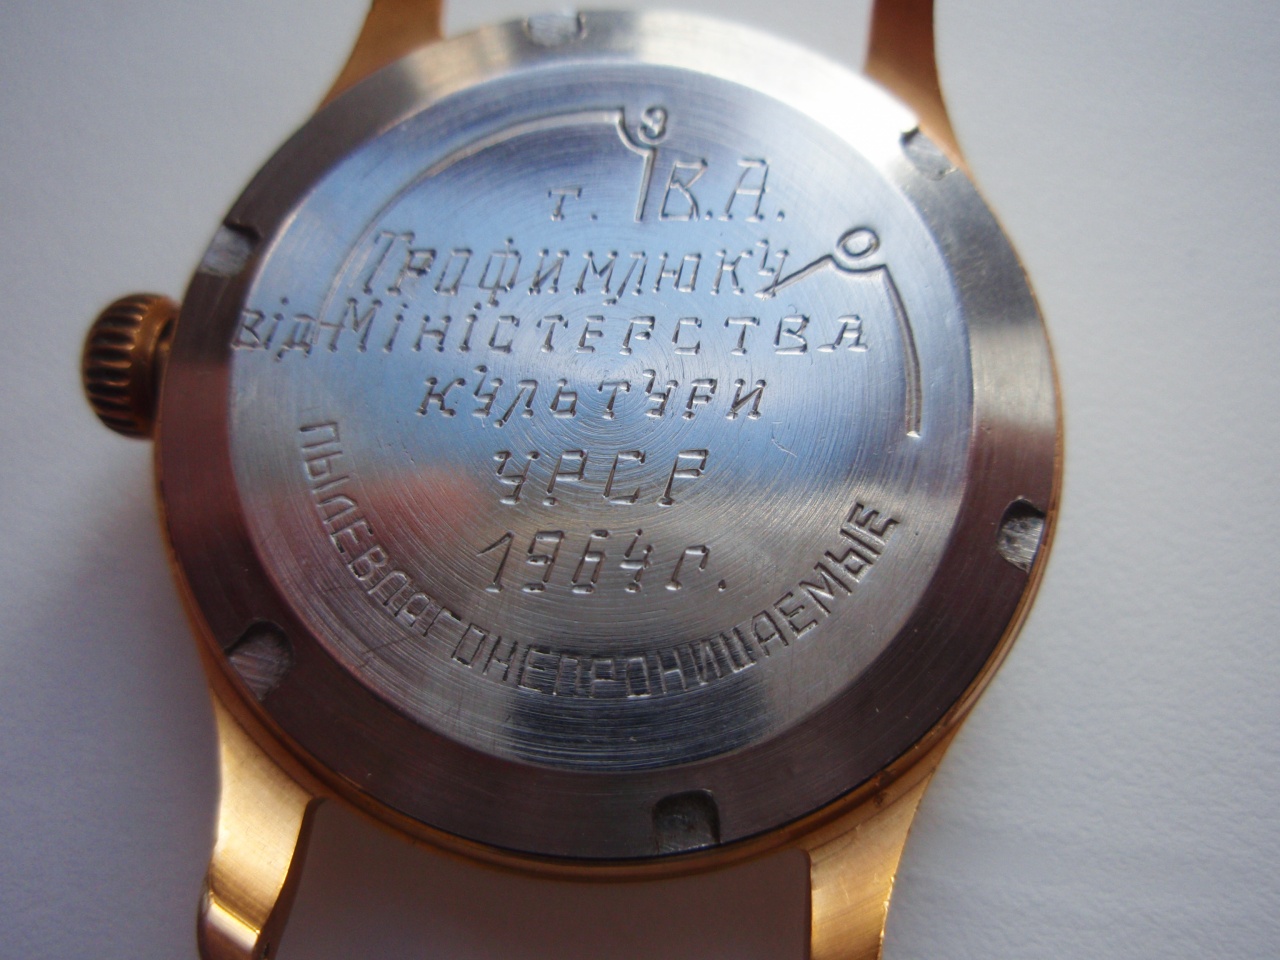 т. В.А.
Трофимлюку
від Міністерства
культури
УРСР
1964 г.
ПЫЛЕВЛАГОНЕПРОНИЦАЕМЫЕ